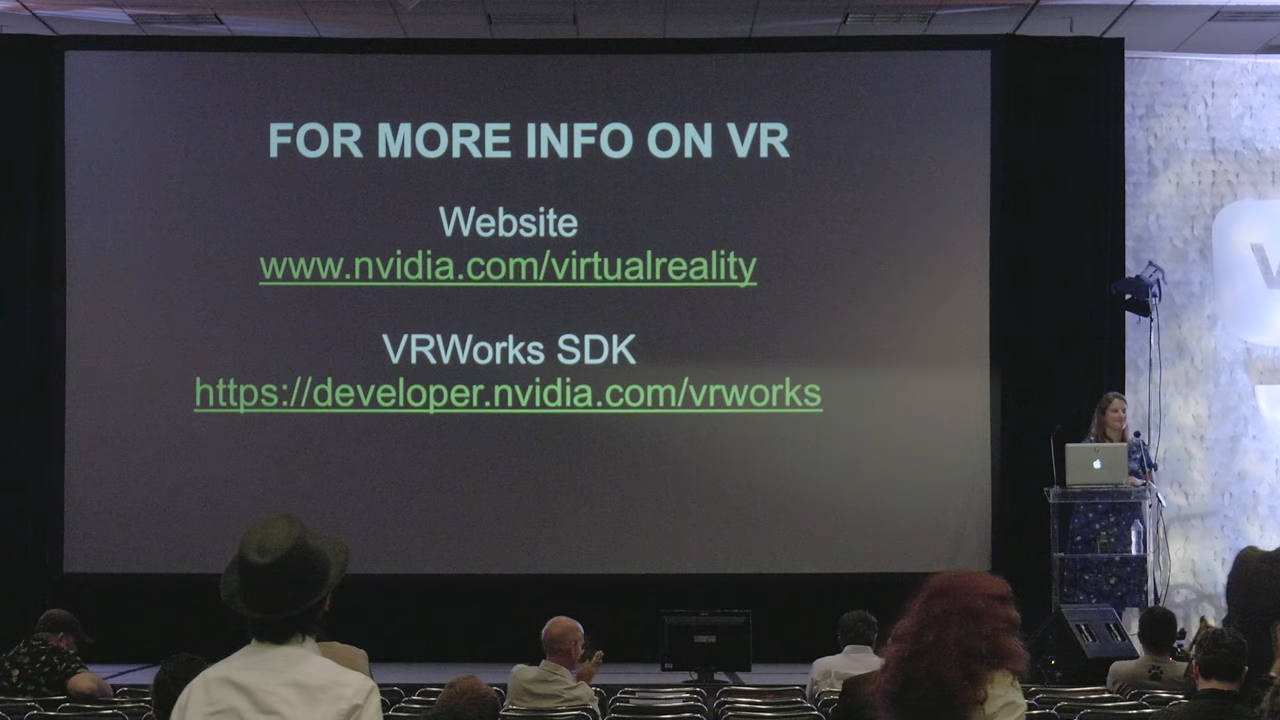 FOR MORE INFO ON VR
Website
www.nvidia.com/virtualreality
VRWorks SDK
https://developer.nvidia.com/vrworks